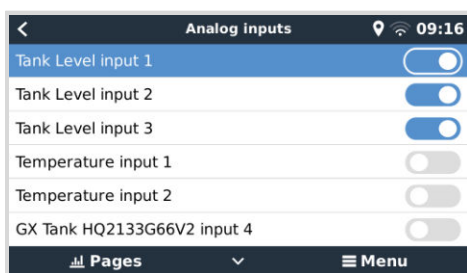 Analog inputs 09:16
Tank Level input 1
Tank Level input 2
Tank Level input 3
Temperature input 1
Temperature input 2
GX Tank HQ2133G66V2 input 4
Pages Menu